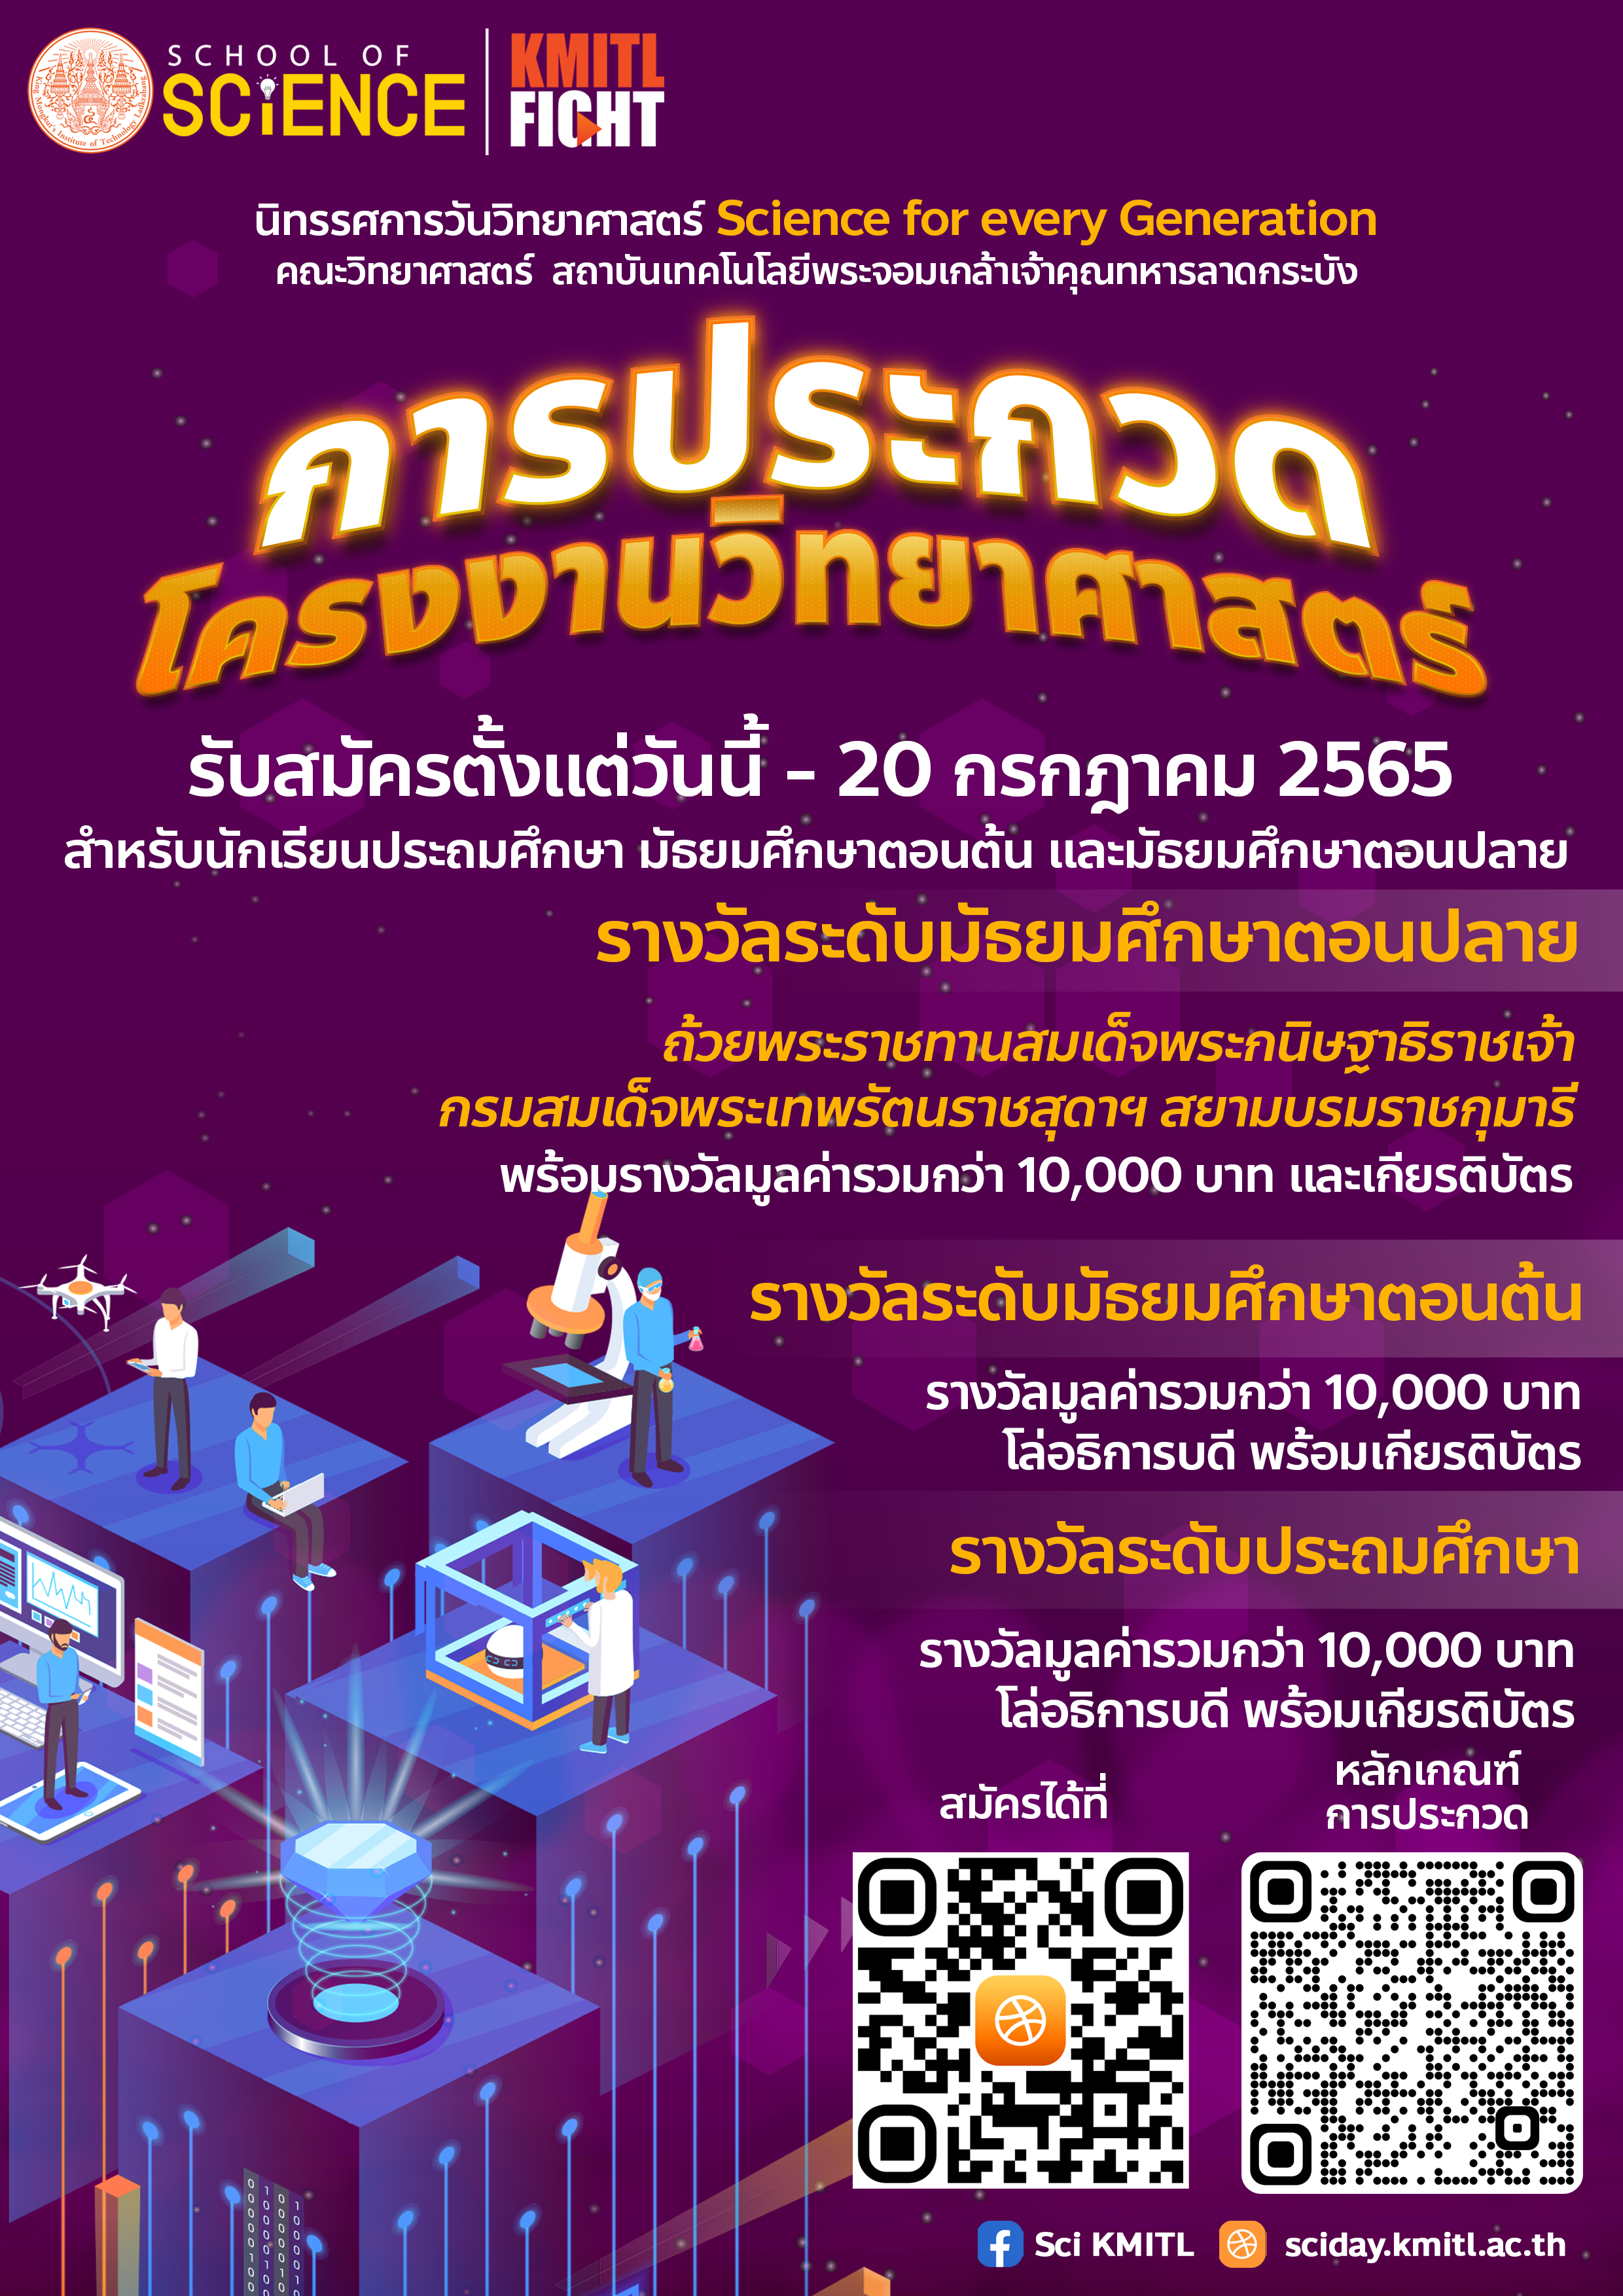 SCHOOL OF
SCiENCE
KMITL
FIGHT
King Mongkut's Institute of Technology Ladkrabang
นิทรรศการวันวิทยาศาสตร์ Science for every Generation
คณะวิทยาศาสตร์ สถาบันเทคโนโลยีพระจอมเกล้าเจ้าคุณทหารลาดกระบัง
การประกวด
โครงงานวิทยาศาสตร์
รับสมัครตั้งแต่วันนี้ - 20 กรกฎาคม 2565
สำหรับนักเรียนประถมศึกษา มัธยมศึกษาตอนต้น และมัธยมศึกษาตอนปลาย
รางวัลระดับมัธยมศึกษาตอนปลาย
ถ้วยพระราชทานสมเด็จพระกนิษฐาธิราชเจ้า
กรมสมเด็จพระเทพรัตนราชสุดาฯ สยามบรมราชกุมารี
พร้อมรางวัลมูลค่ารวมกว่า 10,000 บาท และเกียรติบัตร
รางวัลระดับมัธยมศึกษาตอนต้น
รางวัลมูลค่ารวมกว่า 10,000 บาท
โล่อธิการบดี พร้อมเกียรติบัตร
รางวัลระดับประถมศึกษา
รางวัลมูลค่ารวมกว่า 10,000 บาท
โล่อธิการบดี พร้อมเกียรติบัตร
สมัครได้ที่
หลักเกณฑ์
การประกวด
Sci KMITL
sciday.kmitl.ac.th